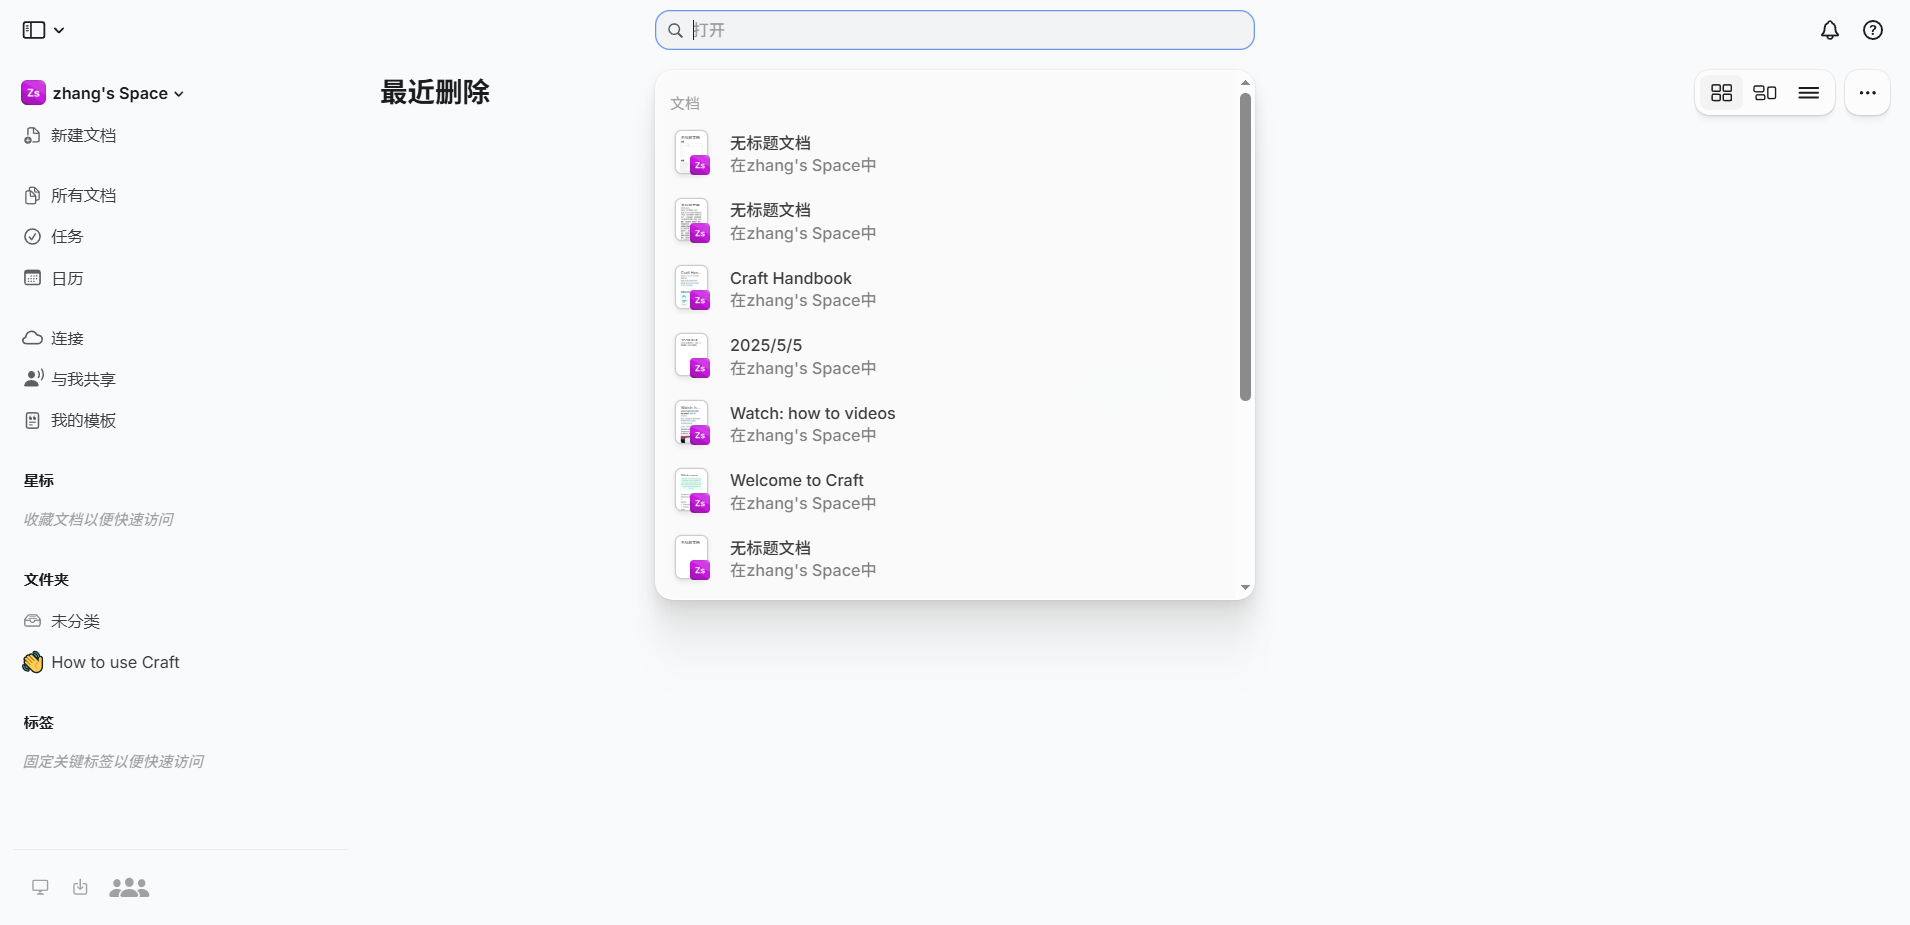 打开
Zs zhang's Space
新建文档
所有文档
任务
日历
连接
与我共享
我的模板
星标
收藏文档以便快速访问
文件夹
未分类
How to use Craft
标签
固定关键标签以便快速访问
最近删除
文档
无标题文档
Zs
在zhang's Space中
无标题文档
Zs
在zhang's Space中
Craft Handbook
Zs
在zhang's Space中
2025/5/5
Zs
在zhang's Space中
Watch: how to videos
Zs
在zhang's Space中
Welcome to Craft
Zs
在zhang's Space中
无标题文档
Zs
在zhang's Space中